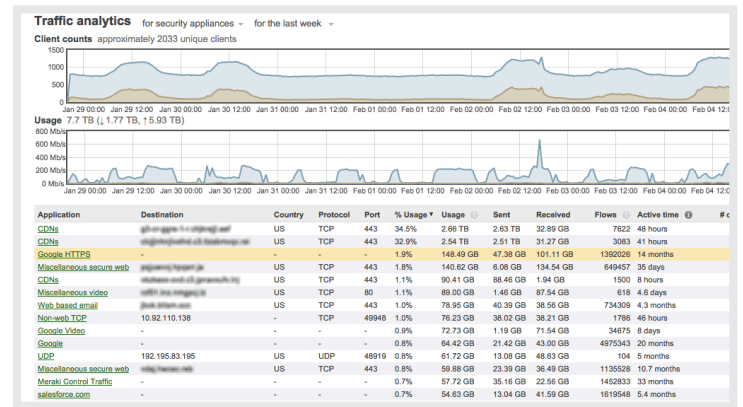 Traffic analytics for security appliances for the last week
Client counts approximately 2033 unique clients
1500
1000
500
0
Jan 29 00:00 Jan 29 12:00 Jan 30 00:00 Jan 30 12:00 Jan 31 00:00 Jan 31 12:00 Feb 01 00:00 Feb 01 12:00 Feb 02 00:00 Feb 02 12:00 Feb 03 00:00 Feb 03 12:00 Feb 04 00:00 Feb 04 12:0
Usage 7.7 TB (↓1.77 TB, ↑5.93 TB)
800 Mb/s
600 Mb/s
400 Mb/s
200 Mb/s
0 Mb/s
Jan 29 00:00 Jan 29 12:00 Jan 30 00:00 Jan 30 12:00 Jan 31 00:00 Jan 31 12:00 Feb 01 00:00 Feb 01 12:00 Feb 02 00:00 Feb 02 12:00 Feb 03 00:00 Feb 03 12:00 Feb 04 00:00 Feb 04 12:0
Application Destination Country Protocol Port % Usage ▼ Usage Sent Received Flows Active time # c
CDNs US TCP 443 34.5% 2.66 TB 2.63 TB 32.89 GB 7622 48 hours
CDNs US TCP 443 32.9% 2.54 TB 2.51 TB 31.27 GB 3083 41 hours
Google HTTPS - - - - 1.9% 148.49 GB 47.38 GB 101.11 GB 1392026 14 months
Miscellaneous secure web US TCP 443 1.8% 140.62 GB 6.08 GB 134.54 GB 649457 35 days
CDNs US TCP 443 1.1% 90.41 GB 88.46 GB 1.94 GB 1500 8 hours
Miscellaneous video US TCP 80 1.1% 89.00 GB 1.46 GB 87.54 GB 618 4.6 days
Web based email US TCP 443 1.0% 78.95 GB 40.39 GB 38.56 GB 734309 4.3 months
Non-web TCP 10.92.110.138 - TCP 49948 1.0% 76.23 GB 38.02 GB 38.21 GB 1786 46 hours
Google Video - - - - 0.9% 72.73 GB 1.19 GB 71.54 GB 34675 8 days
Google - - - - 0.8% 64.42 GB 21.42 GB 43.00 GB 4975343 20 months
UDP 192.195.83.195 US UDP 48919 0.8% 61.72 GB 13.08 GB 48.63 GB 104 5 months
Miscellaneous secure web US TCP 443 0.8% 59.88 GB 23.39 GB 36.49 GB 1135528 10.7 months
Meraki Control Traffic - - - - 0.7% 57.72 GB 35.16 GB 22.56 GB 1452833 33 months
salesforce.com - - - - 0.7% 54.63 GB 13.04 GB 41.59 GB 1619548 5.4 months